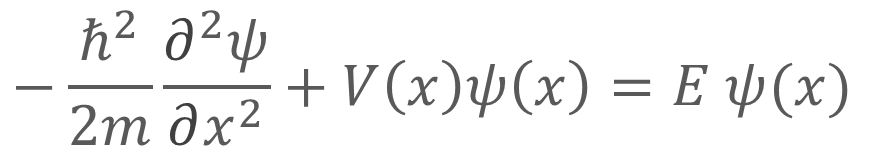 − ℏ²/2m ∂²ψ/∂x² + V(x)ψ(x) = E ψ(x)